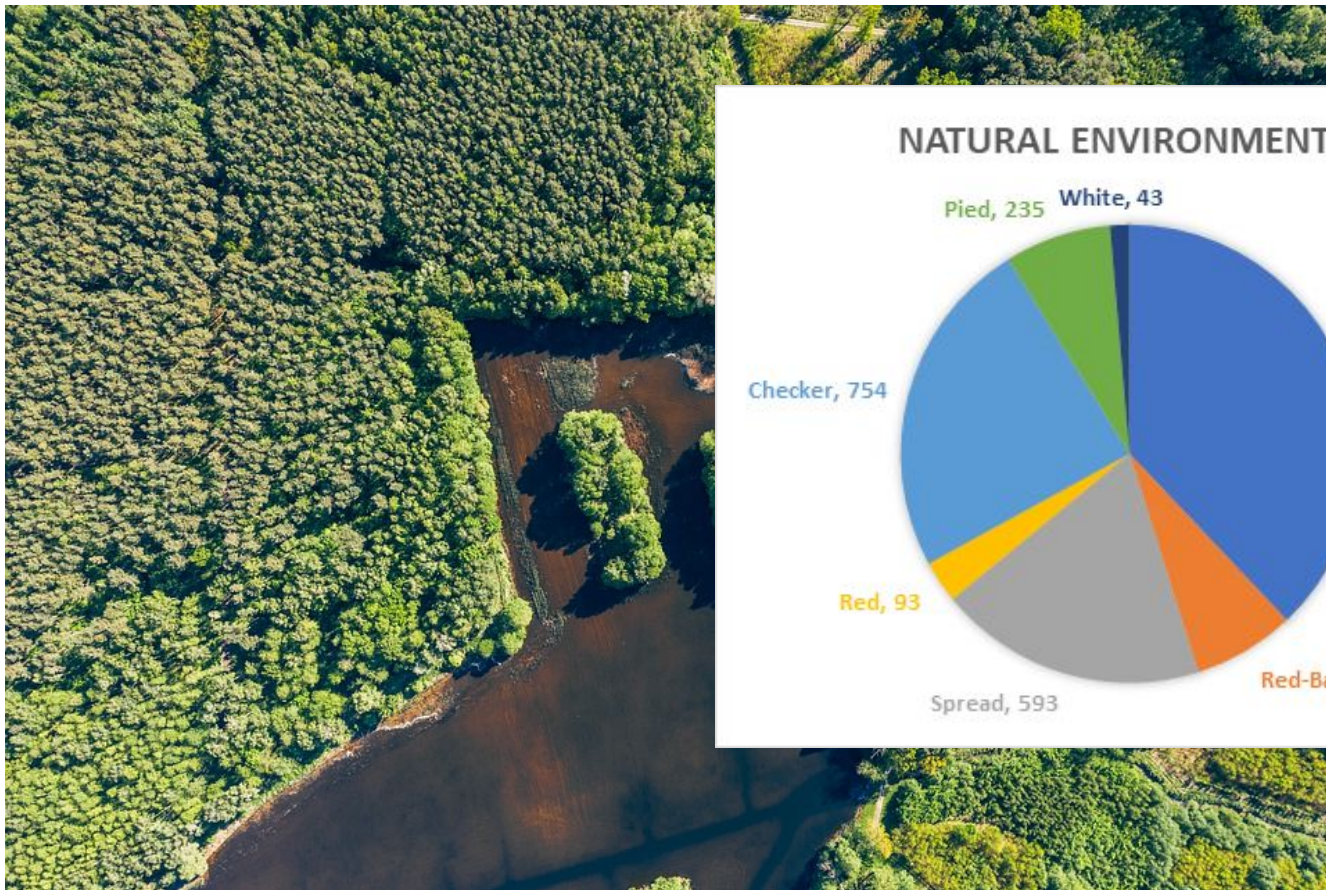 NATURAL ENVIRONMENT
Pied, 235
White, 43
Checker, 754
Red, 93
Spread, 593